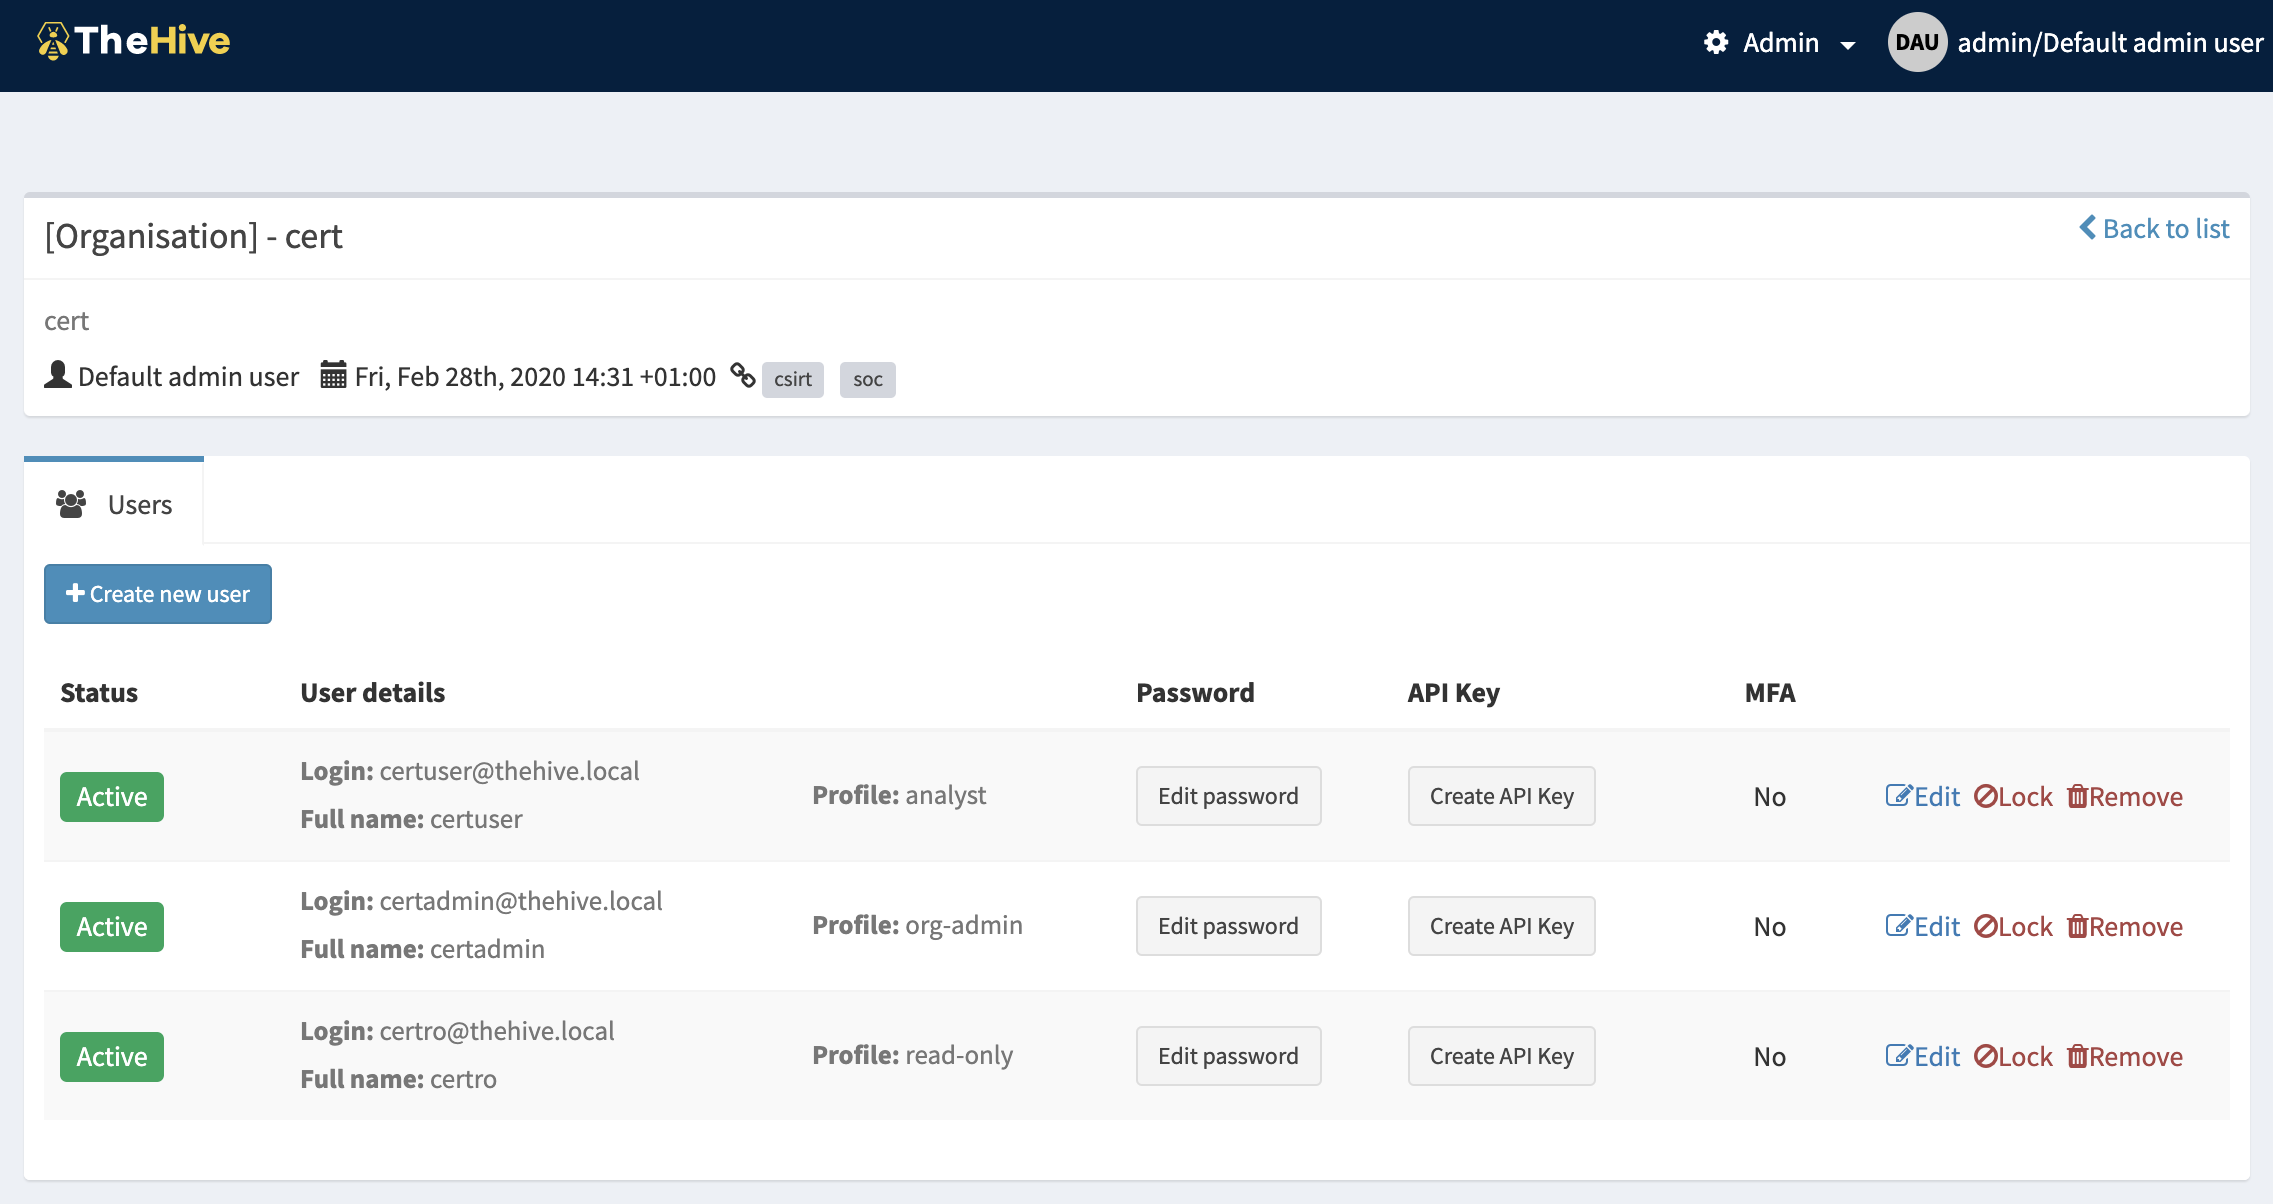 TheHive
Admin
DAU admin/Default admin user
[Organisation] - cert
Back to list
cert
Default admin user Fri, Feb 28th, 2020 14:31 +01:00 csirt soc
Users
Create new user
Status User details Password API Key MFA
Login: certuser@thehive.local
Full name: certuser
Active Profile: analyst Edit password Create API Key No Edit Lock Remove
Login: certadmin@thehive.local
Full name: certadmin
Active Profile: org-admin Edit password Create API Key No Edit Lock Remove
Login: certro@thehive.local
Full name: certro
Active Profile: read-only Edit password Create API Key No Edit Lock Remove